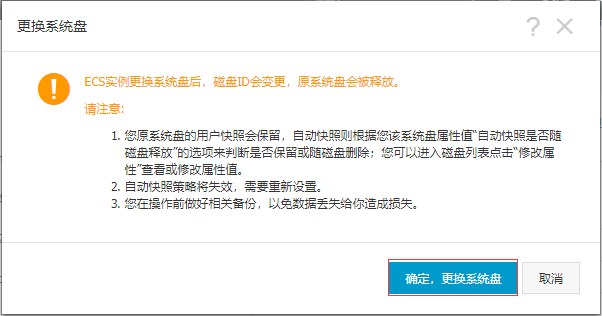 更换系统盘
ECS实例更换系统盘后，磁盘ID会变更，原系统盘会被释放。
请注意:
1. 您原系统盘的用户快照会保留，自动快照则根据您该系统盘属性值“自动快照是否随
磁盘释放”的选项来判断是否保留或随磁盘删除；您可以进入磁盘列表点击“修改属
性”查看或修改属性值。
2. 自动快照策略将失效，需要重新设置。
3. 您在操作前做好相关备份，以免数据丢失给你造成损失。
确定，更换系统盘
取消